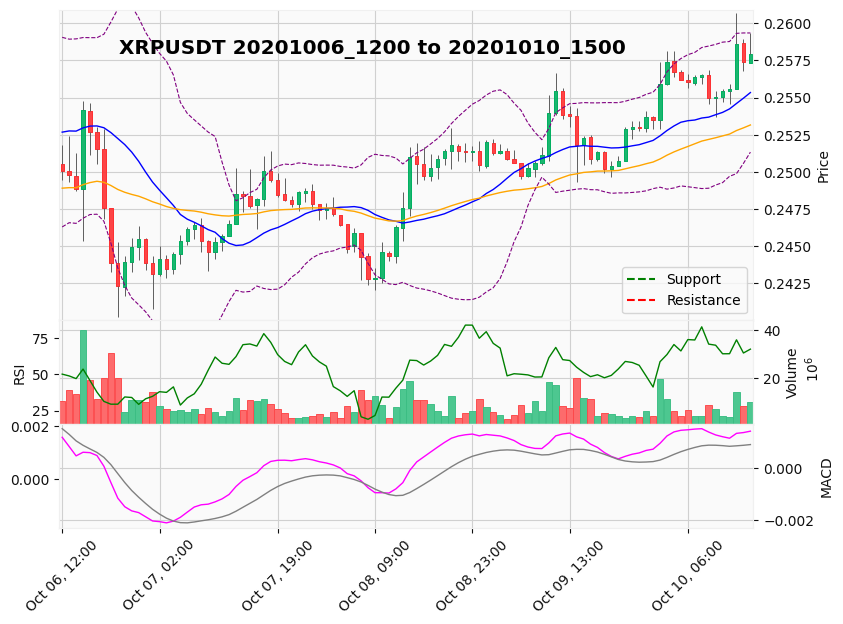 XRPUSDT 20201006_1200 to 20201010_1500
0.2600
0.2575
0.2550
0.2525
0.2500
0.2475
0.2450
0.2425
Price
Support
Resistance
75
50
25
RSI
40
20
Volume
10^6
0.002
0.000
0.000
−0.002
MACD
Oct 06, 12:00
Oct 07, 02:00
Oct 07, 19:00
Oct 08, 09:00
Oct 08, 23:00
Oct 09, 13:00
Oct 10, 06:00